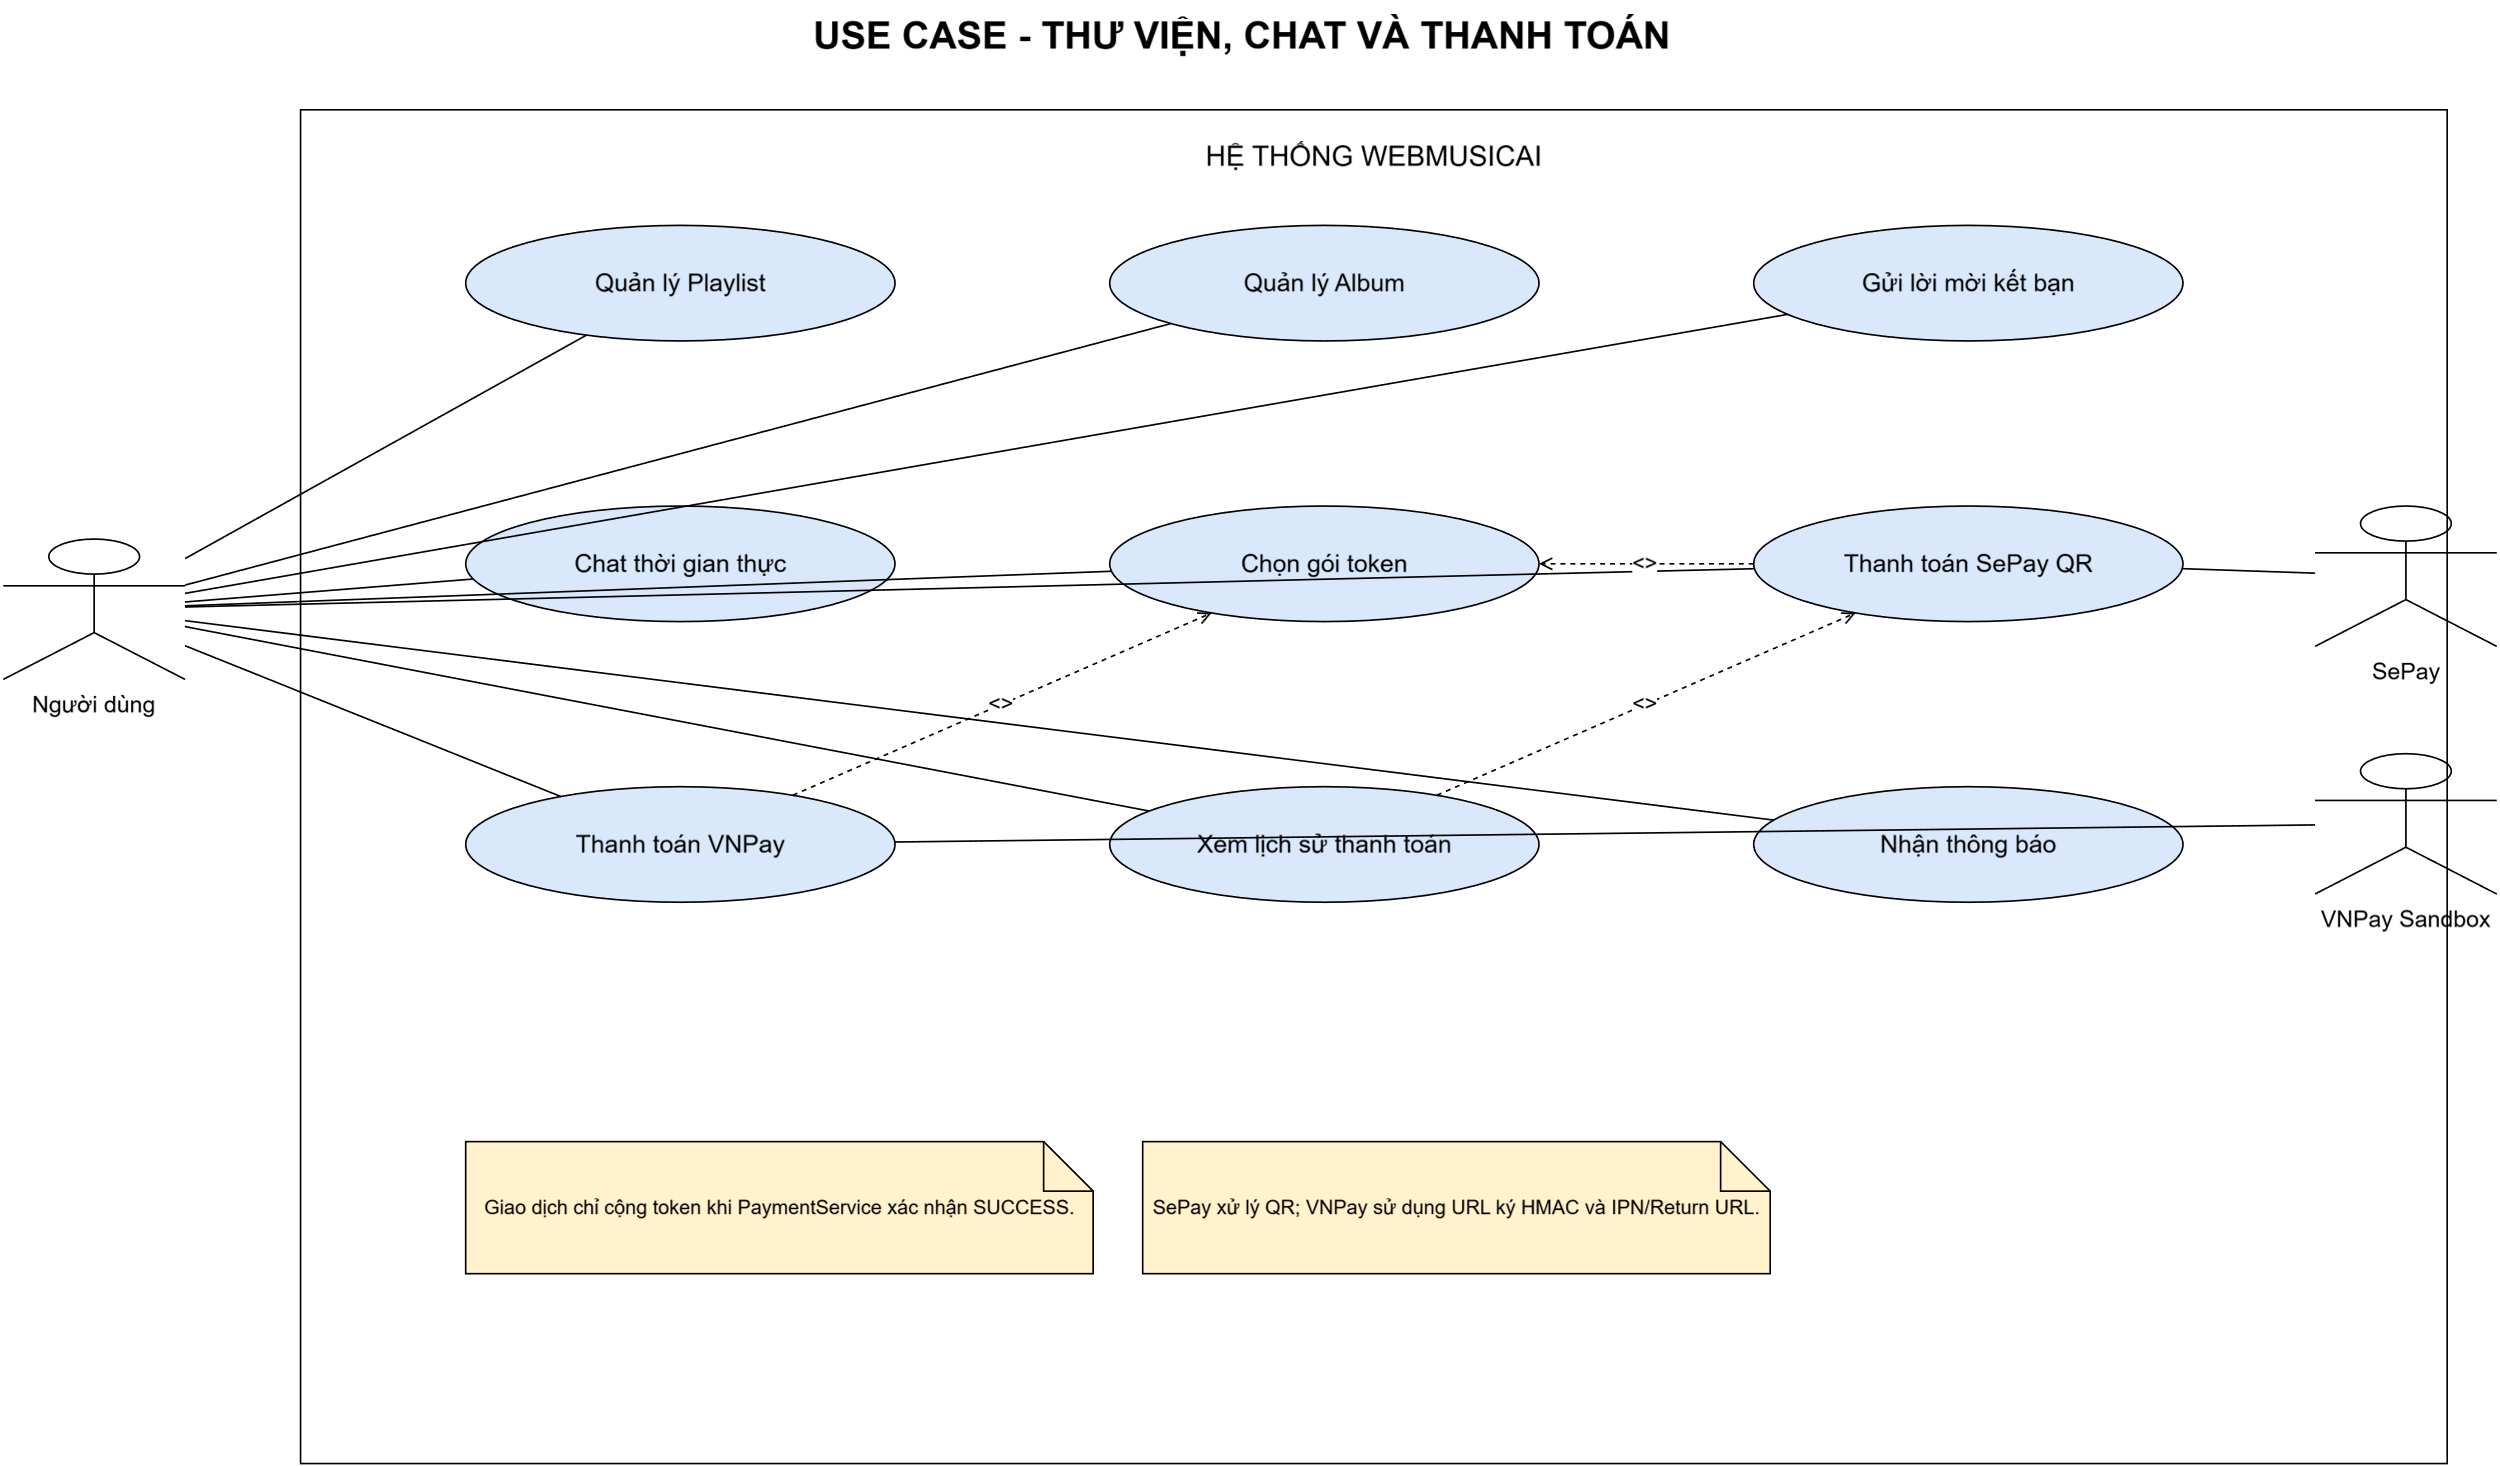 USE CASE - THƯ VIỆN, CHAT VÀ THANH TOÁN
HỆ THỐNG WEBMUSICAI
Quản lý Playlist
Quản lý Album
Gửi lời mời kết bạn
Chat thời gian thực
Chọn gói token
<>
Thanh toán SePay QR
SePay
Người dùng
<>
<>
Thanh toán VNPay
Xem lịch sử thanh toán
Nhận thông báo
VNPay Sandbox
Giao dịch chỉ cộng token khi PaymentService xác nhận SUCCESS.
SePay xử lý QR; VNPay sử dụng URL ký HMAC và IPN/Return URL.